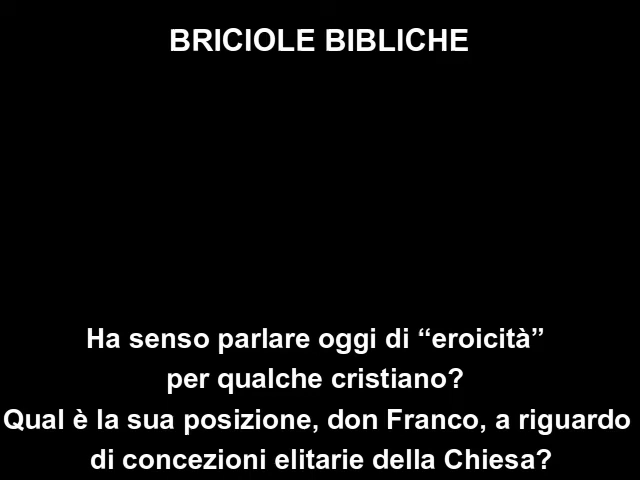 BRICIOLE BIBLICHE
Ha senso parlare oggi di “eroicità”
per qualche cristiano?
Qual è la sua posizione, don Franco, a riguardo
di concezioni elitarie della Chiesa?